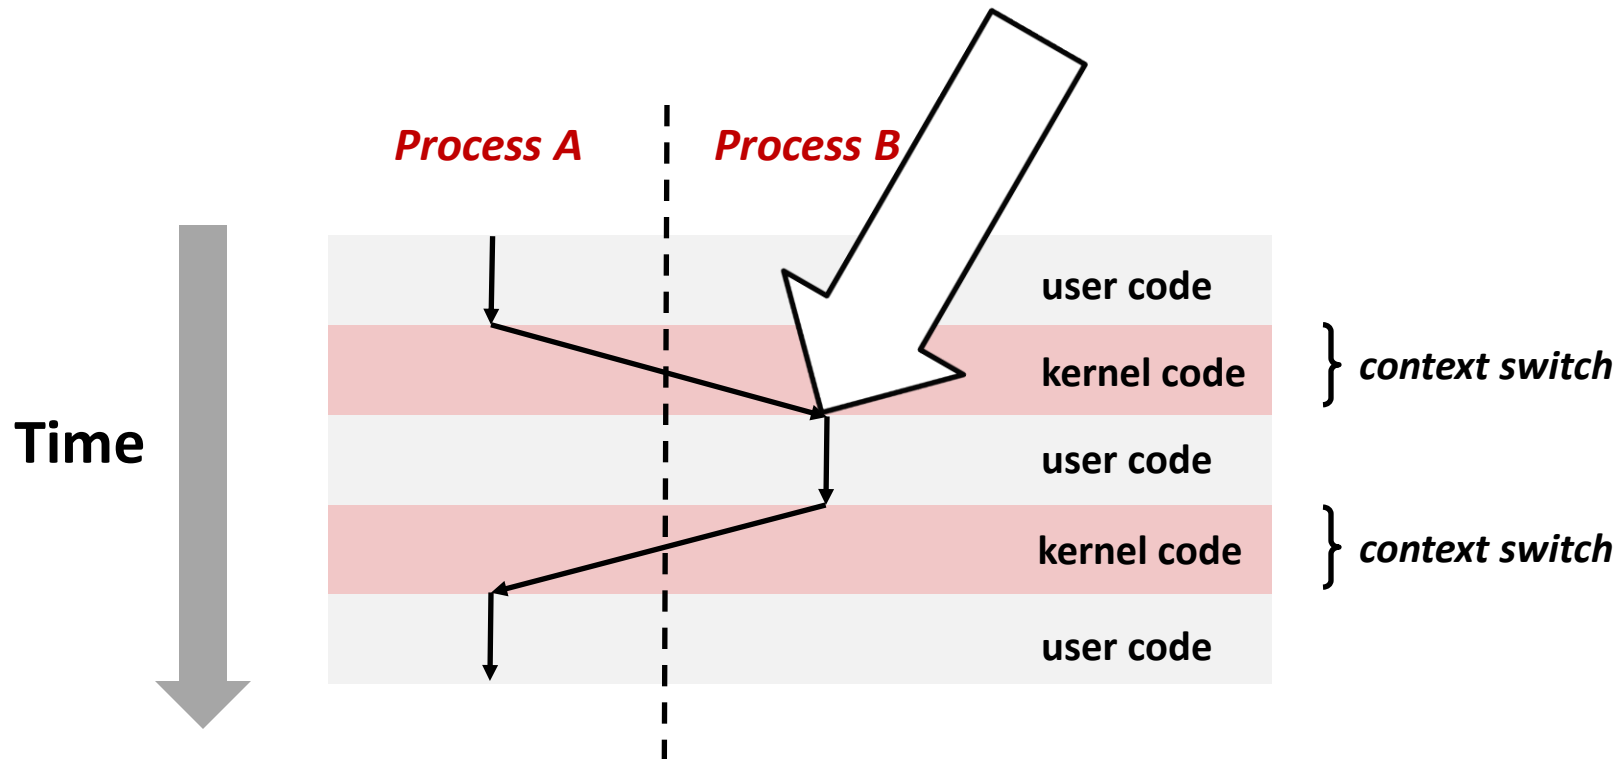 Process A
Process B
user code
kernel code
context switch
Time
user code
kernel code
context switch
user code